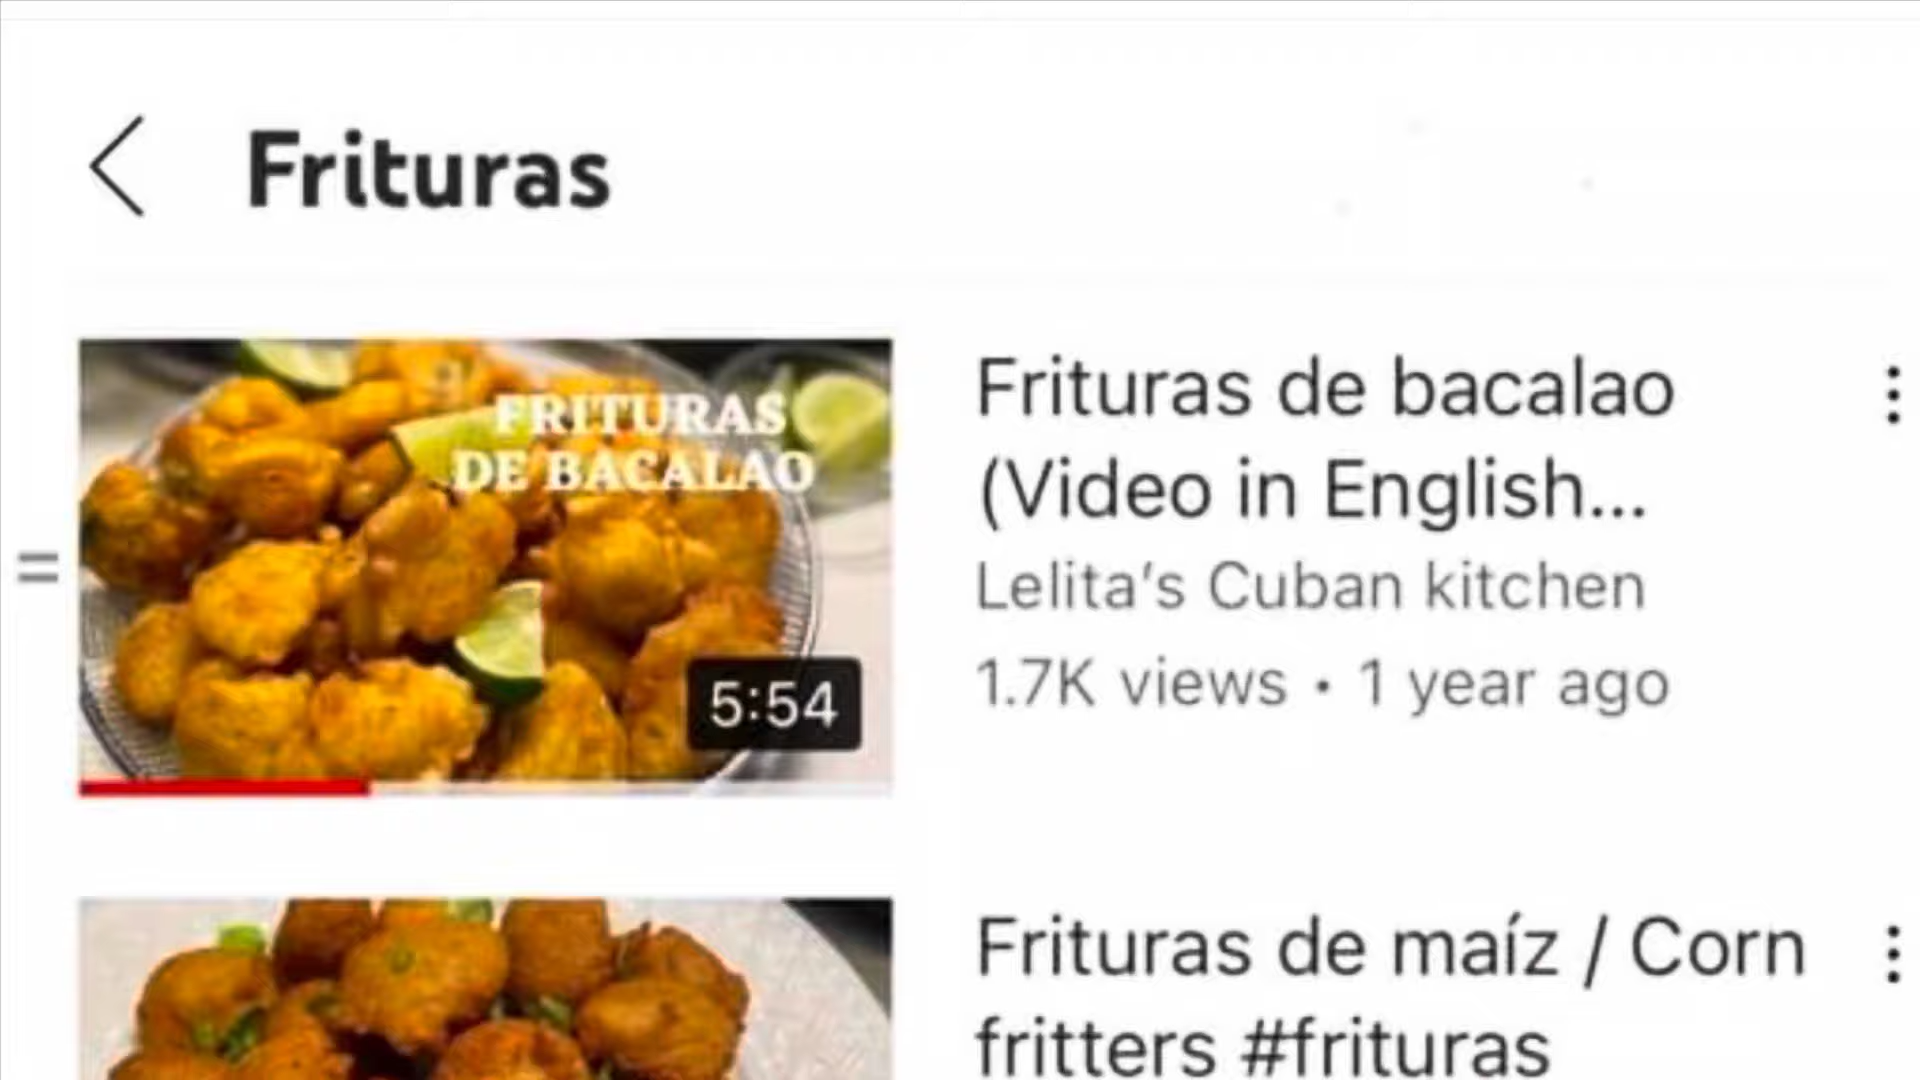 Frituras
FRITURAS
DE BACALAO
5:54
Frituras de bacalao
(Video in English...
Lelita's Cuban kitchen
1.7K views • 1 year ago
Frituras de maíz / Corn
fritters #frituras